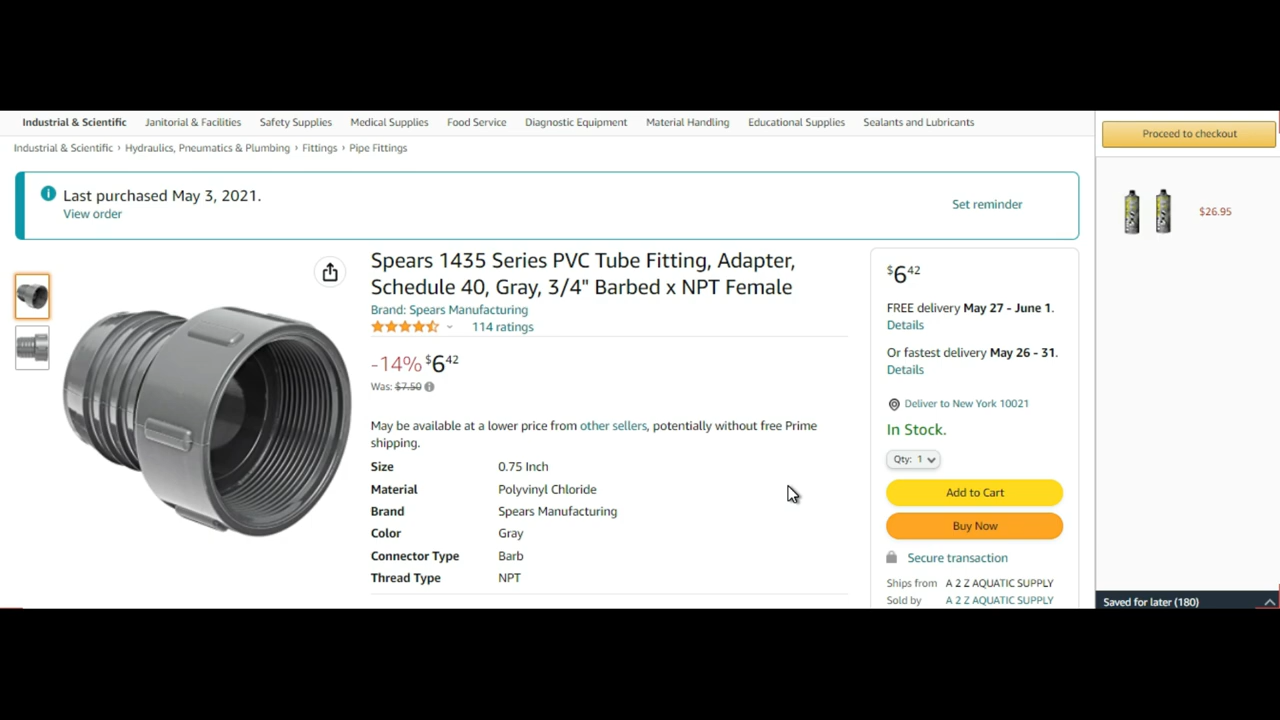 Industrial & Scientific Janitorial & Facilities Safety Supplies Medical Supplies Food Service Diagnostic Equipment Material Handling Educational Supplies Sealants and Lubricants
Proceed to checkout
Industrial & Scientific › Hydraulics, Pneumatics & Plumbing › Fittings › Pipe Fittings
Last purchased May 3, 2021.
View order
Set reminder
$26.95
Spears 1435 Series PVC Tube Fitting, Adapter,
Schedule 40, Gray, 3/4" Barbed x NPT Female
Brand: Spears Manufacturing
114 ratings
-14% $6 42
Was: $7.50
May be available at a lower price from other sellers, potentially without free Prime
shipping.
Size 0.75 Inch
Material Polyvinyl Chloride
Brand Spears Manufacturing
Color Gray
Connector Type Barb
Thread Type NPT
$6 42
FREE delivery May 27 - June 1.
Details
Or fastest delivery May 26 - 31.
Details
Deliver to New York 10021
In Stock.
Qty: 1
Add to Cart
Buy Now
Secure transaction
Ships from A 2 Z AQUATIC SUPPLY
Sold by A 2 Z AQUATIC SUPPLY
Saved for later (180)